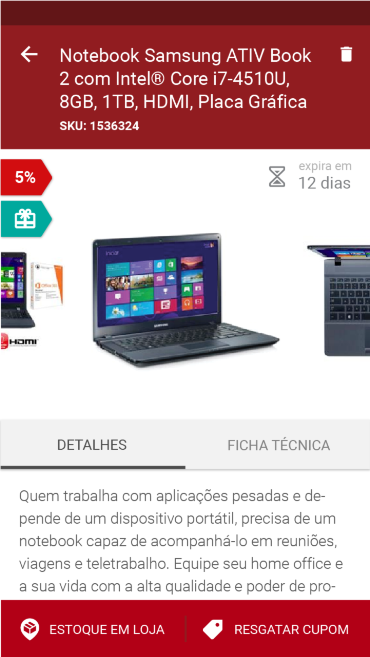 Notebook Samsung ATIV Book
2 com Intel® Core i7-4510U,
8GB, 1TB, HDMI, Placa Gráfica
SKU: 1536324
5%
expira em
12 dias
HDMI
SAMSUNG
DETALHES
FICHA TÉCNICA
Quem trabalha com aplicações pesadas e de-
pende de um dispositivo portátil, precisa de um
notebook capaz de acompanhá-lo em reuniões,
viagens e teletrabalho. Equipe seu home office e
a sua vida com a alta qualidade e poder de pro-
ESTOQUE EM LOJA
RESGATAR CUPOM